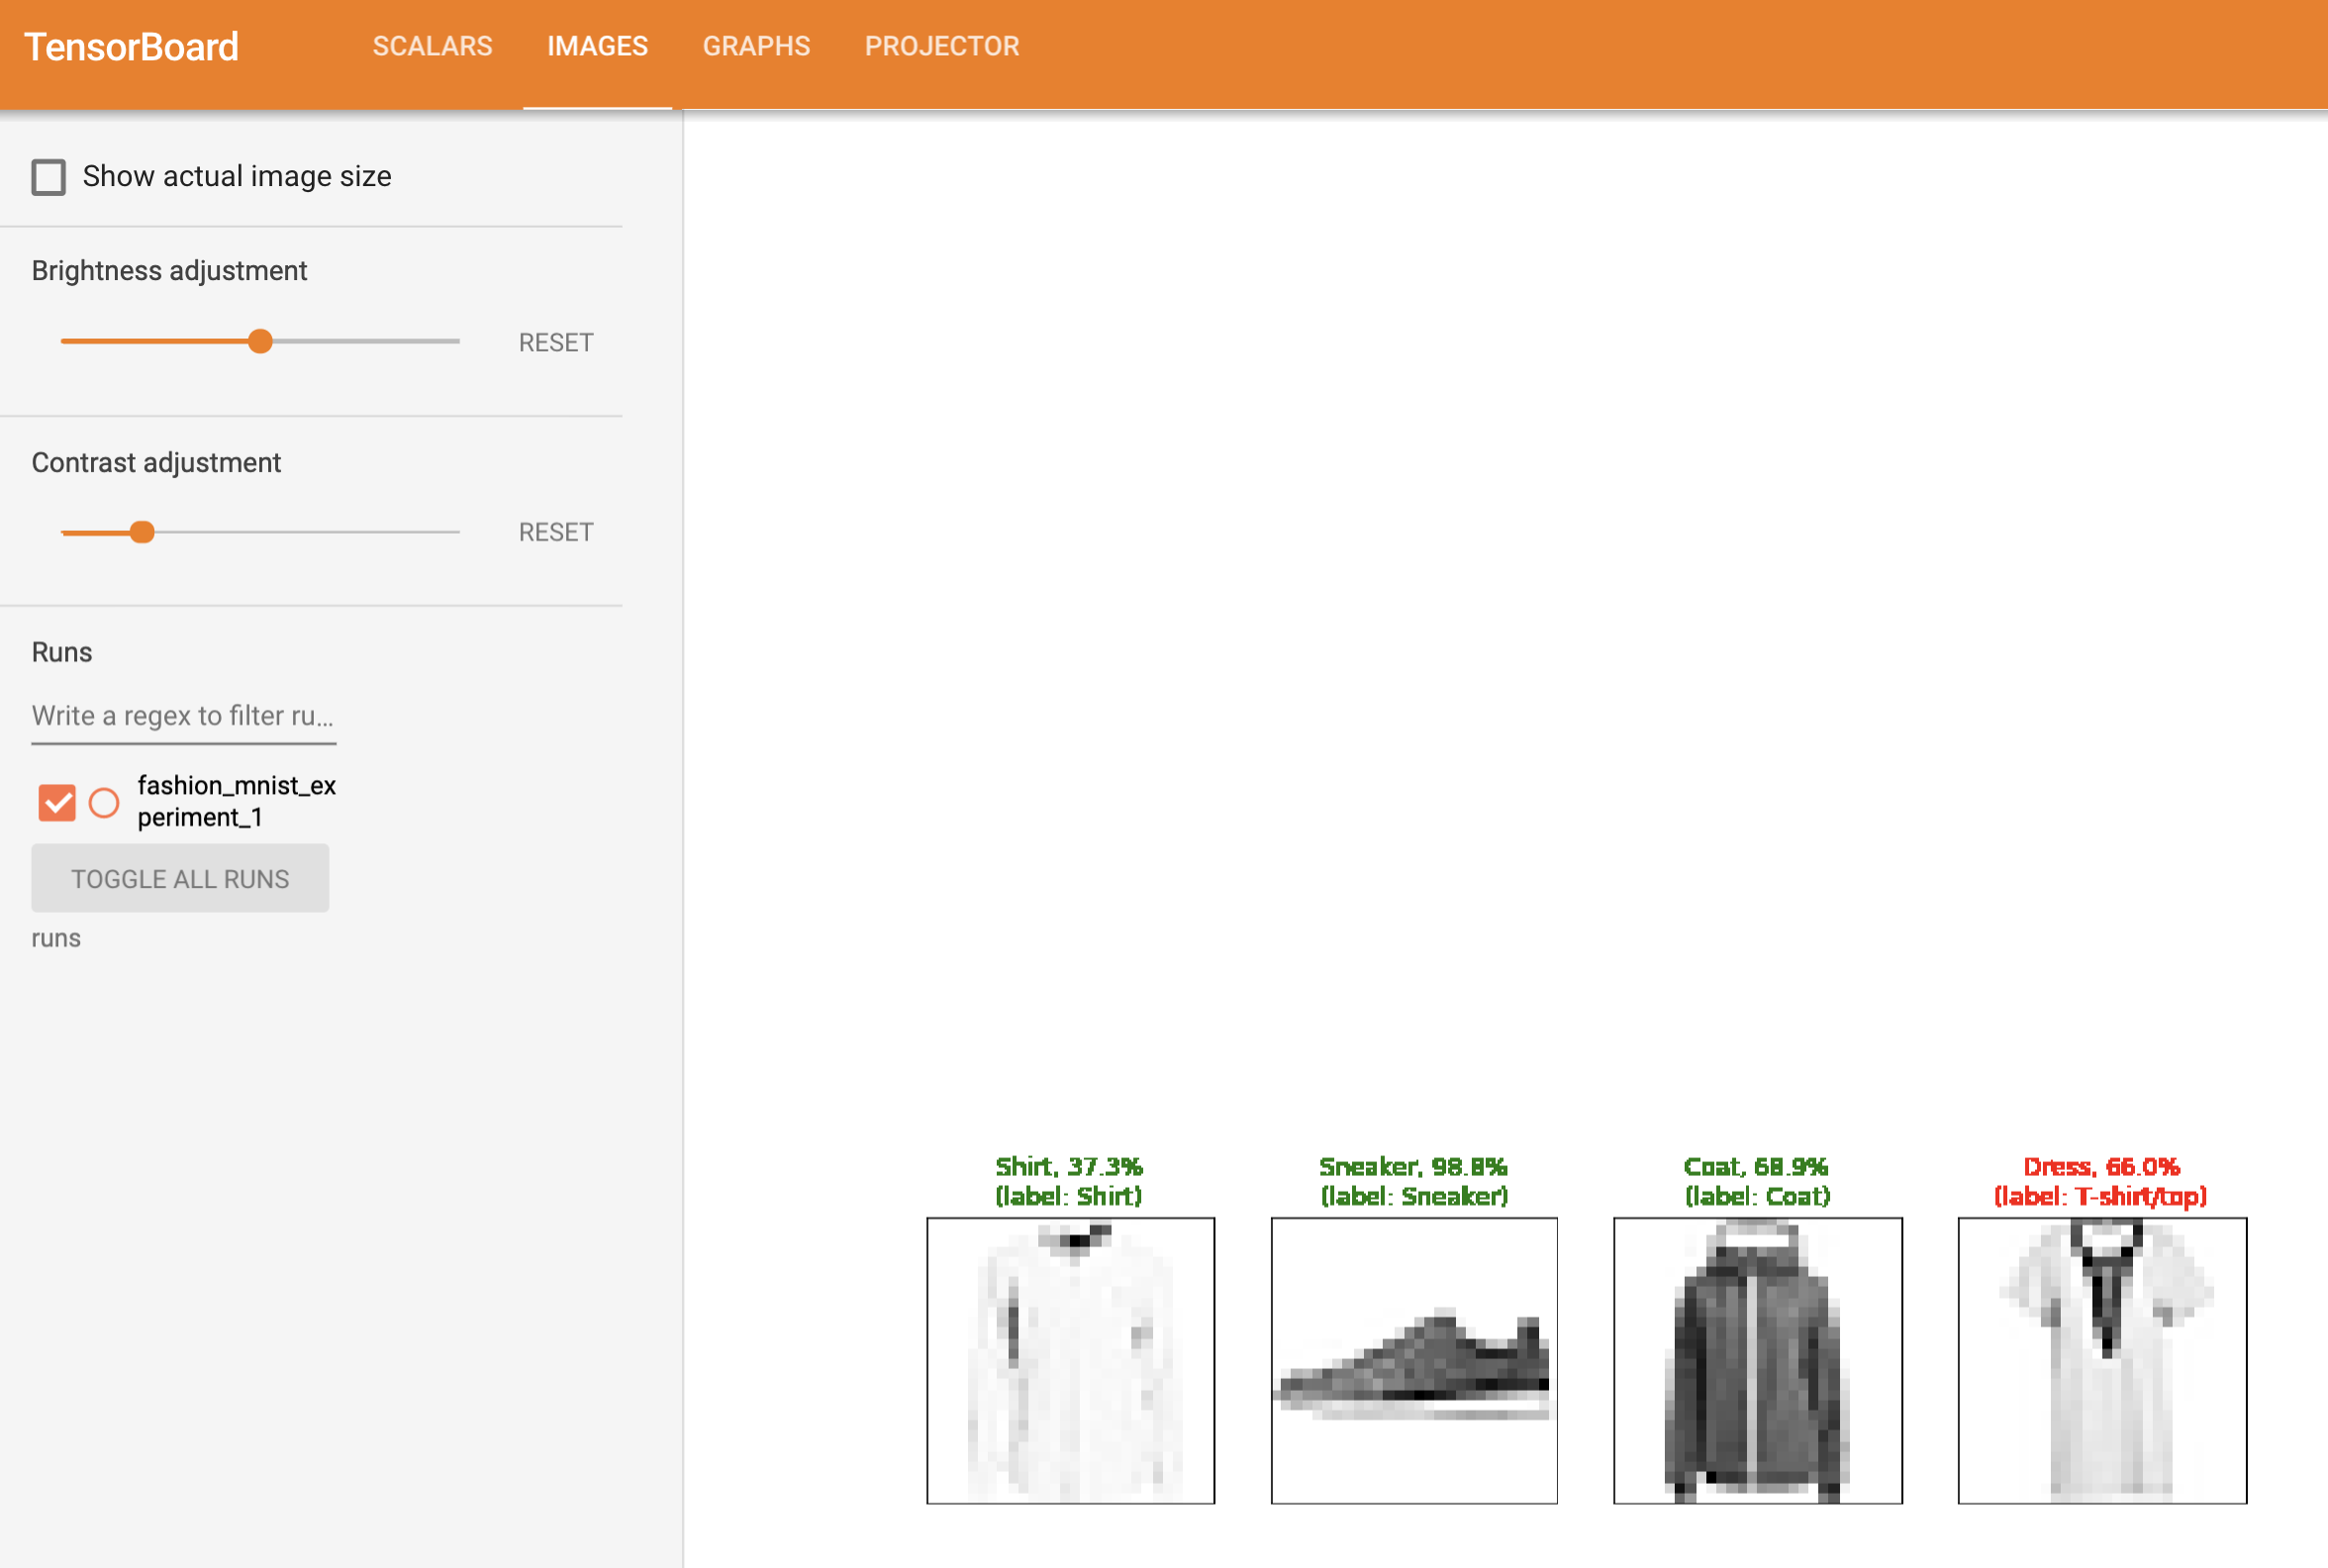 TensorBoard
SCALARS
IMAGES
GRAPHS
PROJECTOR
Show actual image size
Brightness adjustment
RESET
Contrast adjustment
RESET
Runs
Write a regex to filter ru...
fashion_mnist_ex
periment_1
TOGGLE ALL RUNS
runs
Shirt, 37.3%
(label: Shirt)
Sneaker, 98.8%
(label: Sneaker)
Coat, 68.9%
(label: Coat)
Dress, 66.0%
(label: T-shirt/top)